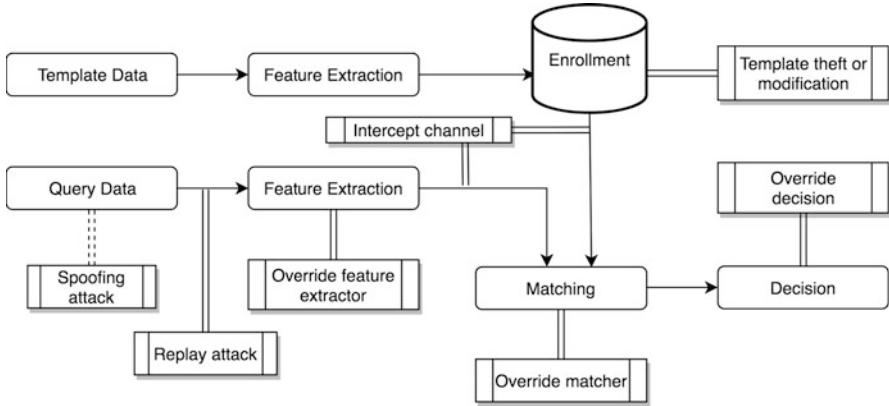 Template Data
Feature Extraction
Enrollment
Template theft or
modification
Intercept channel
Query Data
Feature Extraction
Override
decision
Spoofing
attack
Override feature
extractor
Matching
Decision
Replay attack
Override matcher